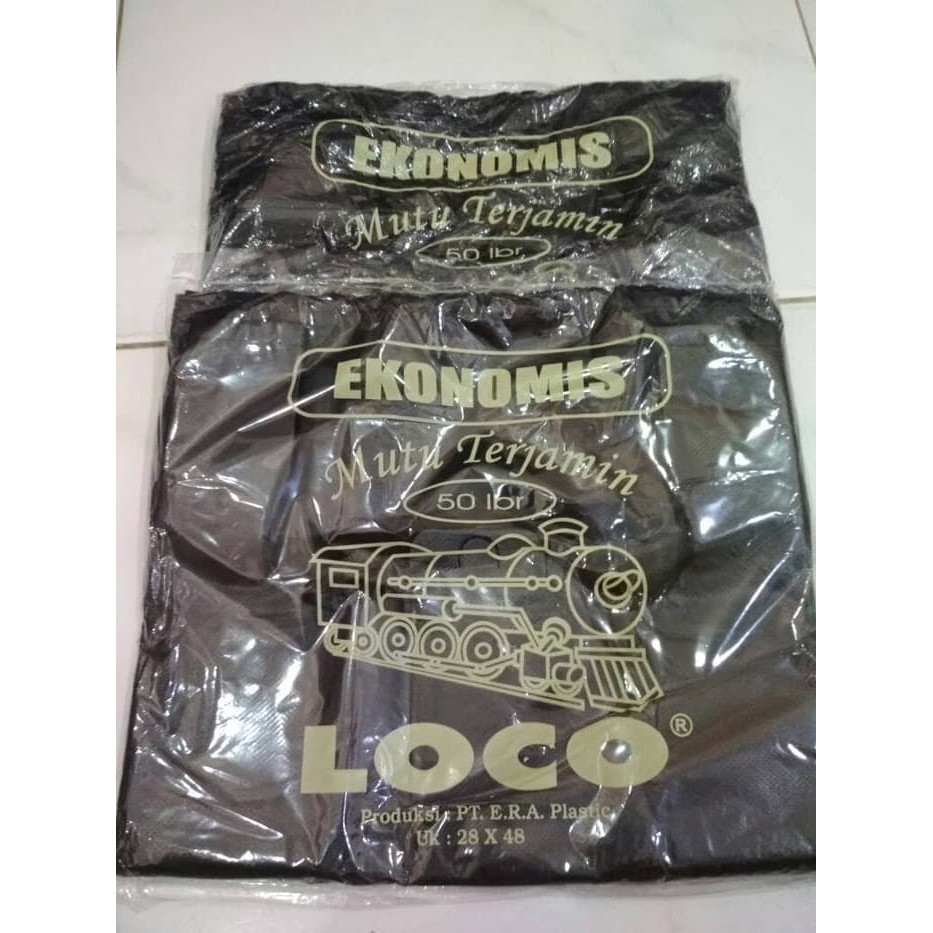 EKONOMIS
Mutu Terjamin
50 lbr
EKONOMIS
Mutu Terjamin
50 lbr
LOCO ®
Produksi : PT. E.R.A. Plastic
Uk : 28 X 48